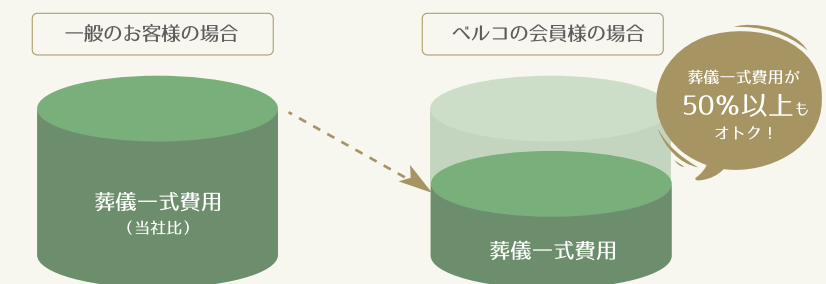 一般のお客様の場合
ベルコの会員様の場合
葬儀一式費用が
50%以上も
オトク！
葬儀一式費用
（当社比）
葬儀一式費用